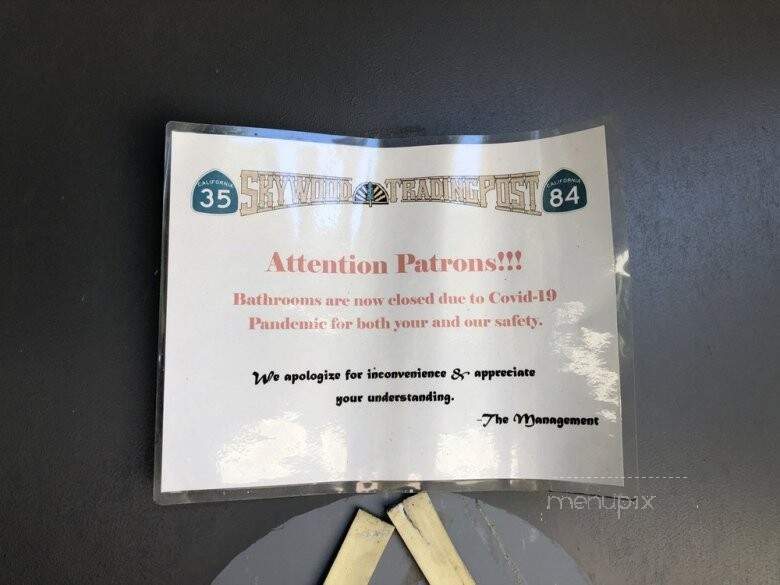 CALIFORNIA 35 SKYWOOD TRADING POST CALIFORNIA 84
Attention Patrons!!!
Bathrooms are now closed due to Covid-19
Pandemic for both your and our safety.
We apologize for inconvenience & appreciate
your understanding.
-The Management
menupix